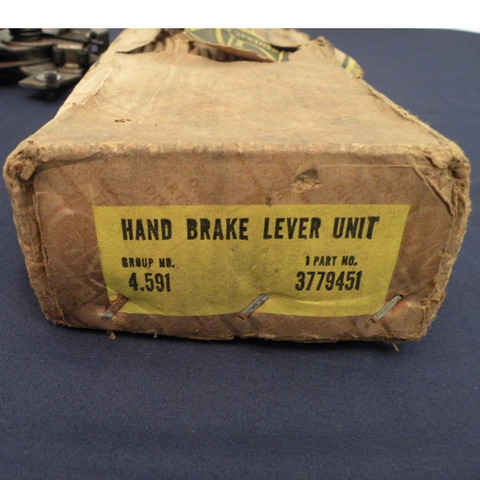 HAND BRAKE LEVER UNIT
GROUP NO. 1 PART NO.
4.591 3779451